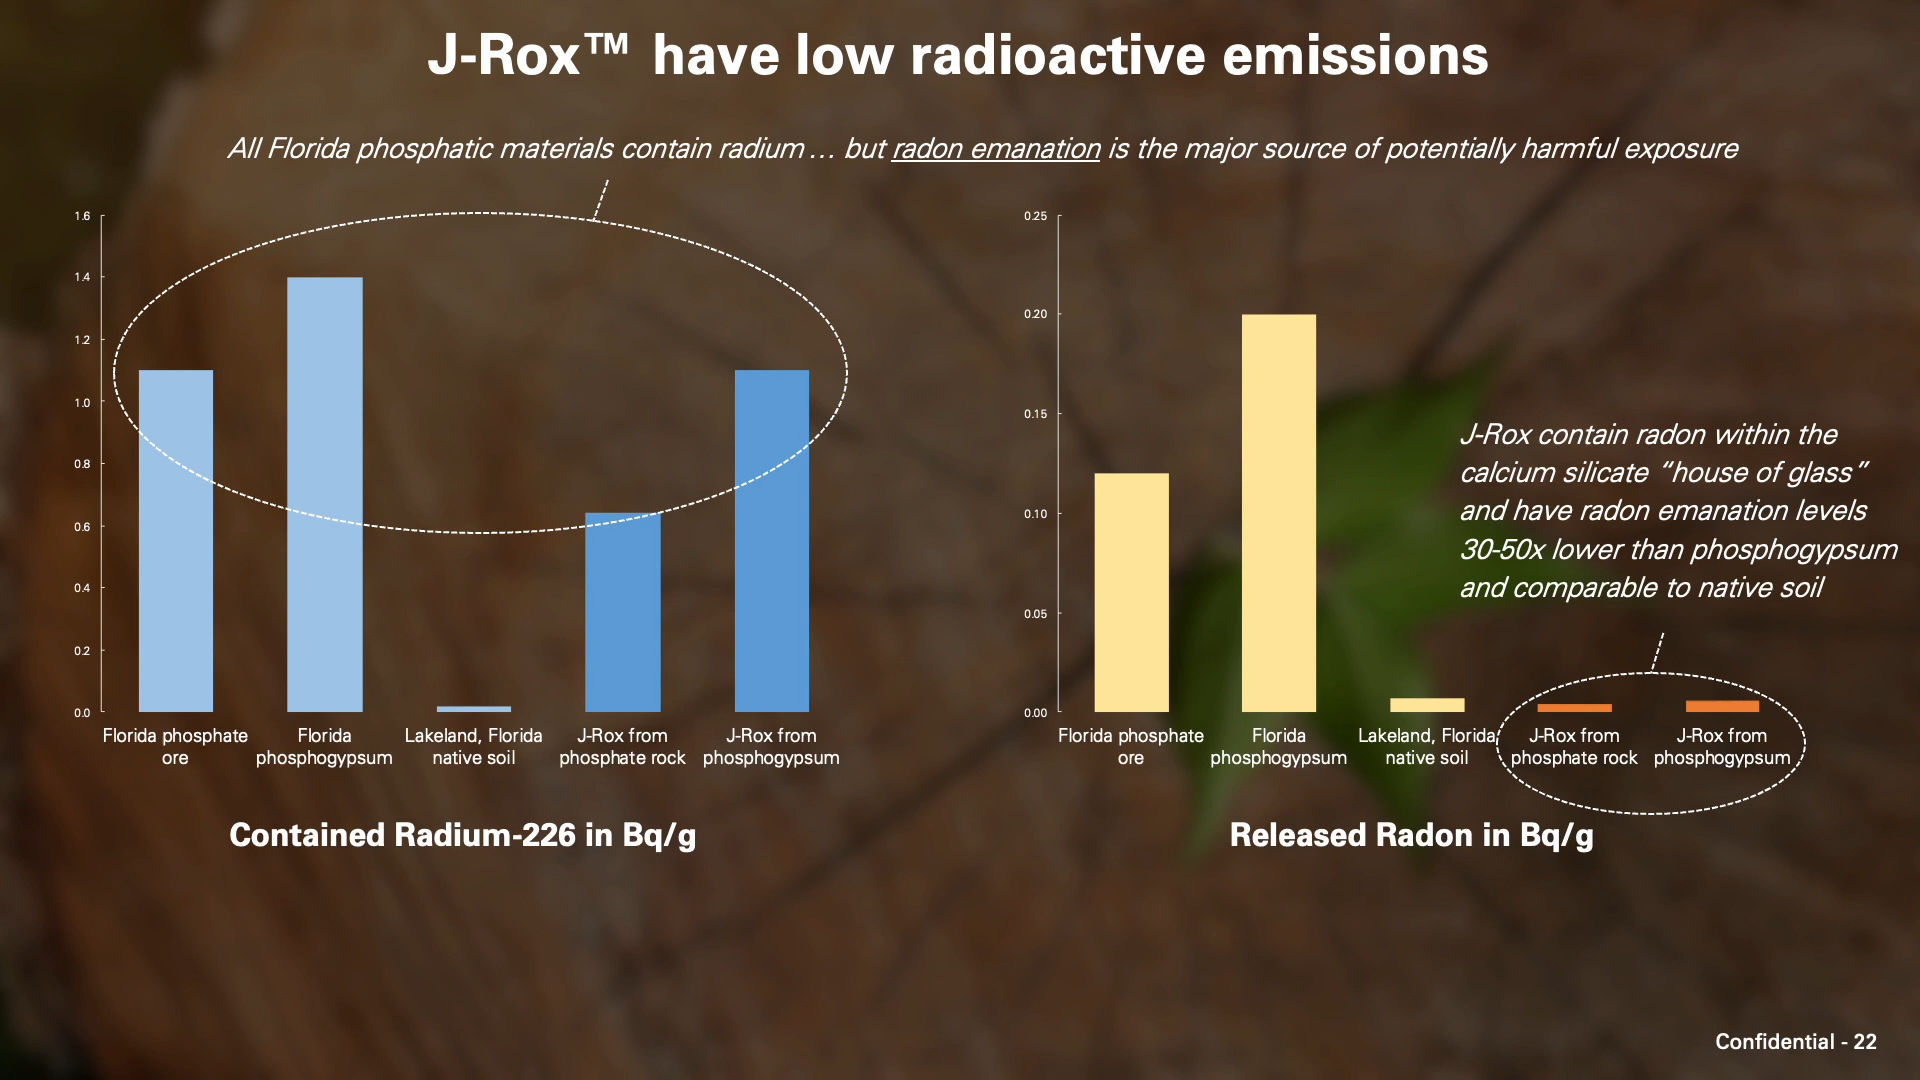 J-Rox™ have low radioactive emissions
All Florida phosphatic materials contain radium … but radon emanation is the major source of potentially harmful exposure
1.6
1.4
1.2
1.0
0.8
0.6
0.4
0.2
0.0
Florida phosphate
ore
Florida
phosphogypsum
Lakeland, Florida
native soil
J-Rox from
phosphate rock
J-Rox from
phosphogypsum
Contained Radium-226 in Bq/g
0.25
0.20
0.15
0.10
0.05
0.00
J-Rox contain radon within the
calcium silicate “house of glass”
and have radon emanation levels
30-50x lower than phosphogypsum
and comparable to native soil
Florida phosphate
ore
Florida
phosphogypsum
Lakeland, Florida
native soil
J-Rox from
phosphate rock
J-Rox from
phosphogypsum
Released Radon in Bq/g
Confidential - 22